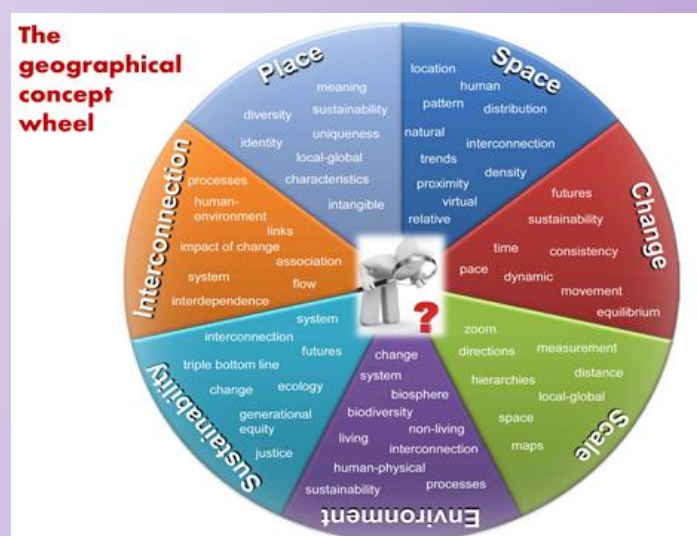 The
geographical
concept
wheel
Place
meaning
diversity
sustainability
identity
uniqueness
local-global
characteristics
intangible
Space
location
human
pattern
distribution
natural
interconnection
trends
density
proximity
virtual
relative
Change
futures
sustainability
time
consistency
pace
dynamic
movement
equilibrium
Scale
zoom
directions
measurement
hierarchies
distance
local-global
space
maps
Environment
change
system
biosphere
biodiversity
living
non-living
interconnection
human-physical
sustainability
processes
Sustainability
system
interconnection
futures
triple bottom line
change
ecology
generational
equity
justice
Interconnection
processes
human-
environment
links
impact of change
association
system
flow
interdependence
?